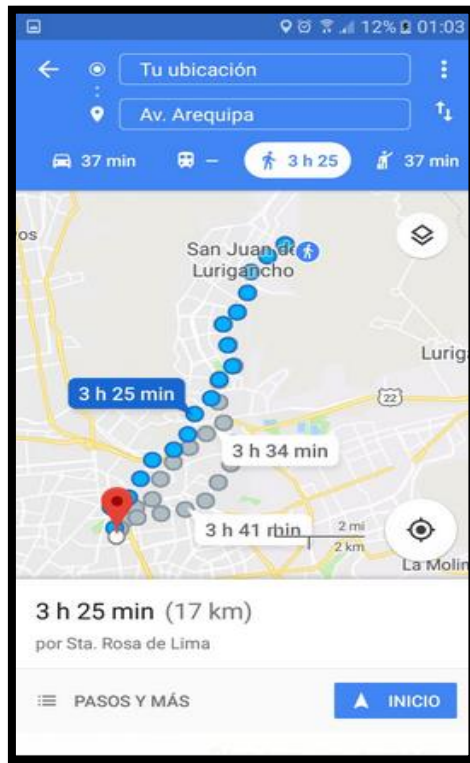 12% 01:03
Tu ubicación
Av. Arequipa
37 min – 3 h 25 37 min
os
San Juan de
Lurigancho
Lurig
3 h 25 min
22
3 h 34 min
3 h 41 min
2 mi
2 km
La Molin
3 h 25 min (17 km)
por Sta. Rosa de Lima
PASOS Y MÁS INICIO